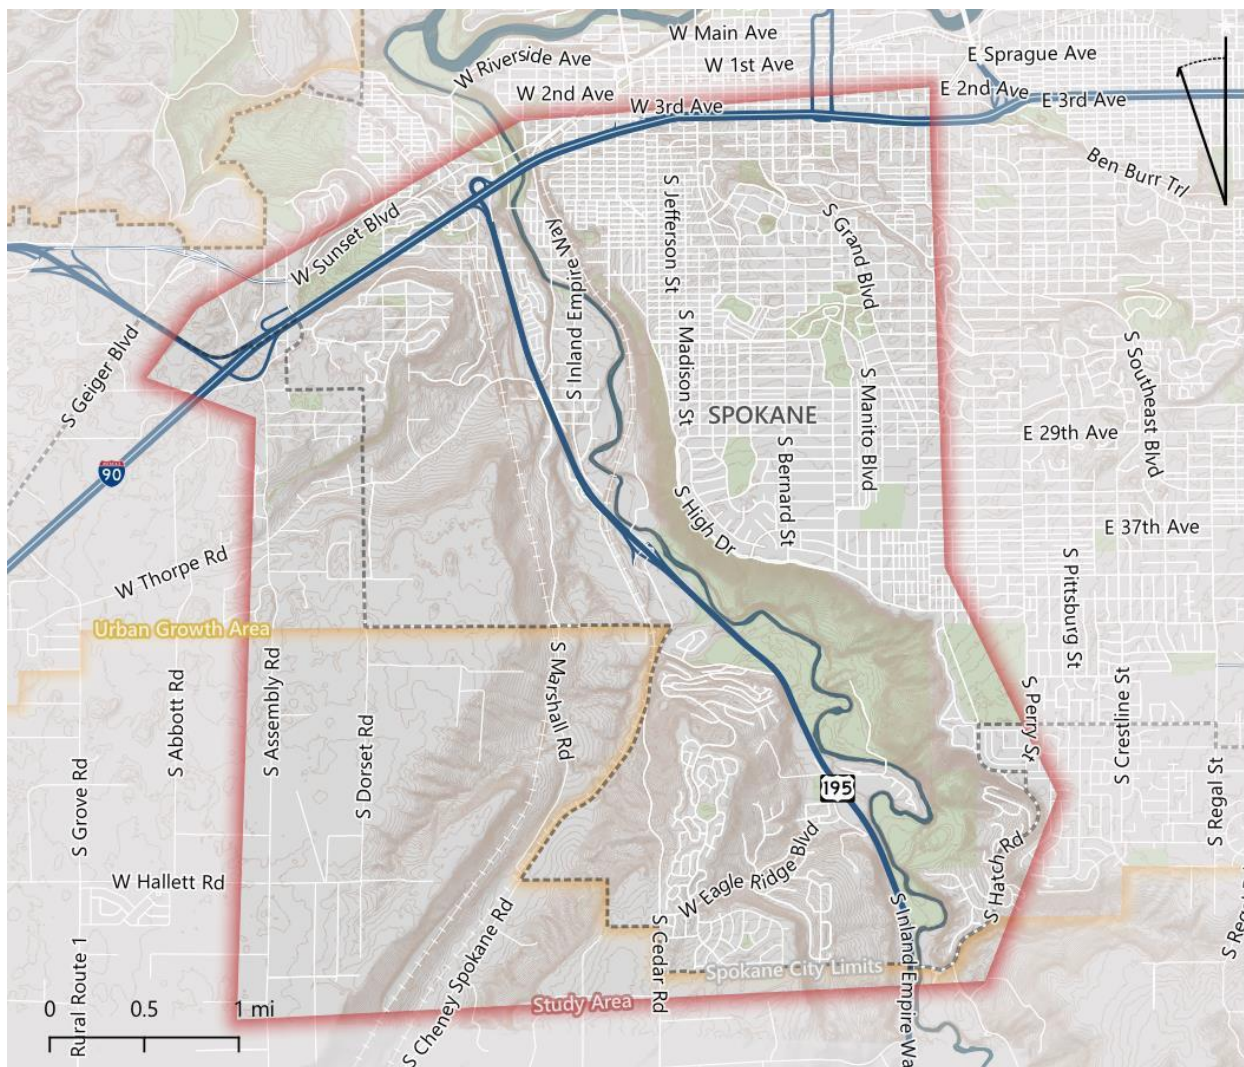 W Main Ave
E Sprague Ave
W Riverside Ave
W 1st Ave
W 2nd Ave
E 2nd Ave
W 3rd Ave
E 3rd Ave
Ben Burr Trl
S Jefferson St
S Grand Blvd
W Sunset Blvd
S Inland Empire Way
S Geiger Blvd
S Madison St
S Southeast Blvd
S Manito Blvd
SPOKANE
E 29th Ave
S Bernard St
90
S High Dr
E 37th Ave
W Thorpe Rd
S Pittsburg St
Urban Growth Area
S Marshall Rd
S Assembly Rd
S Abbott Rd
S Perry St
S Crestline St
S Dorset Rd
S Grove Rd
195
S Regal St
W Hallett Rd
W Eagle Ridge Blvd
S Hatch Rd
S Cedar Rd
S Inland Empire Wa
S Reg
Spokane City Limits
Study Area
S Cheney Spokane Rd
Rural Route 1
0 0.5 1 mi